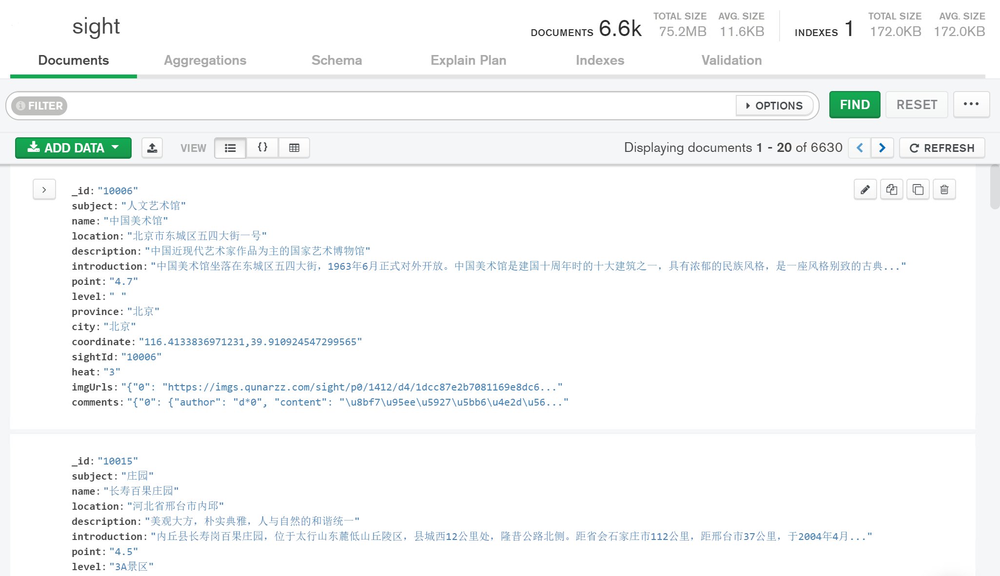 sight
DOCUMENTS 6.6k TOTAL SIZE 75.2MB AVG. SIZE 11.6KB INDEXES 1 TOTAL SIZE 172.0KB AVG. SIZE 172.0KB
Documents Aggregations Schema Explain Plan Indexes Validation
FILTER OPTIONS FIND RESET ...
ADD DATA VIEW {} Displaying documents 1 - 20 of 6630 REFRESH
_id: "10006"
subject: "人文艺术馆"
name: "中国美术馆"
location: "北京市东城区五四大街一号"
description: "中国近现代艺术家作品为主的国家艺术博物馆"
introduction: "中国美术馆坐落在东城区五四大街，1963年6月正式对外开放。中国美术馆是建国十周年时的十大建筑之一，具有浓郁的民族风格，是一座风格别致的古典..."
point: "4.7"
level: " "
province: "北京"
city: "北京"
coordinate: "116.4133836971231,39.910924547299565"
sightId: "10006"
heat: "3"
imgUrls: "{"0": "https://imgs.qunarzz.com/sight/p0/1412/d4/1dcc87e2b7081169e8dc6..."
comments: "{"0": {"author": "d*0", "content": "\u8bf7\u95ee\u5927\u5bb6\u4e2d\u56..."
_id: "10015"
subject: "庄园"
name: "长寿百果庄园"
location: "河北省邢台市内邱"
description: "美观大方，朴实典雅，人与自然的和谐统一"
introduction: "内丘县长寿岗百果庄园，位于太行山东麓低山丘陵区，县城西12公里处，隆昔公路北侧。距省会石家庄市112公里，距邢台市37公里，于2004年4月..."
point: "4.5"
level: "3A景区"